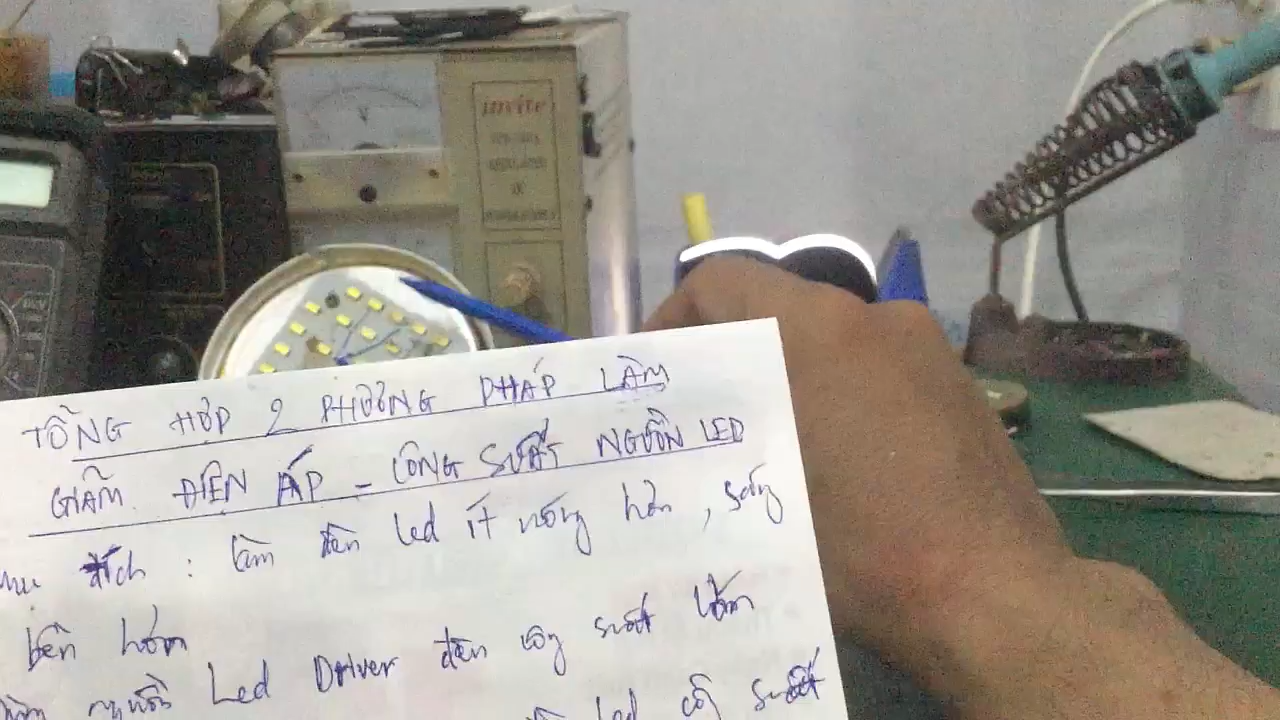 invite
V
TỔNG HỢP 2 PHƯƠNG PHÁP LÀM
GIẢM ĐIỆN ÁP - CÔNG SUẤT NGUỒN LED
đích : làm đèn Led ít nóng hơn, sáng
bền hơn
nguồn Led Driver đèn công suất lớn
Led công suất